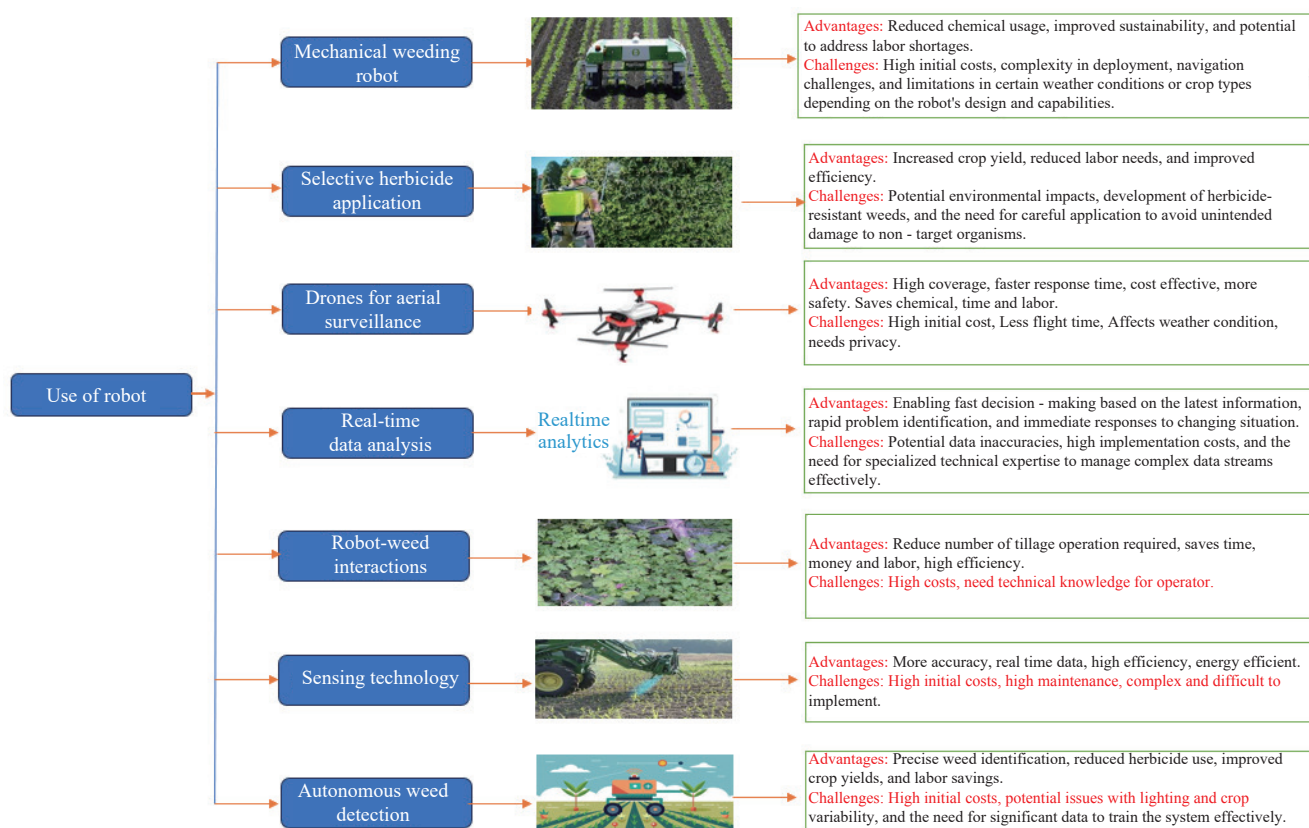 Use of robot
Mechanical weeding
robot
Advantages: Reduced chemical usage, improved sustainability, and potential
to address labor shortages.
Challenges: High initial costs, complexity in deployment, navigation
challenges, and limitations in certain weather conditions or crop types
depending on the robot's design and capabilities.
Selective herbicide
application
Advantages: Increased crop yield, reduced labor needs, and improved
efficiency.
Challenges: Potential environmental impacts, development of herbicide-
resistant weeds, and the need for careful application to avoid unintended
damage to non - target organisms.
Drones for aerial
surveillance
Advantages: High coverage, faster response time, cost effective, more
safety. Saves chemical, time and labor.
Challenges: High initial cost, Less flight time, Affects weather condition,
needs privacy.
Real-time
data analysis
Realtime
analytics
Advantages: Enabling fast decision - making based on the latest information,
rapid problem identification, and immediate responses to changing situation.
Challenges: Potential data inaccuracies, high implementation costs, and the
need for specialized technical expertise to manage complex data streams
effectively.
Robot-weed
interactions
Advantages: Reduce number of tillage operation required, saves time,
money and labor, high efficiency.
Challenges: High costs, need technical knowledge for operator.
Sensing technology
Advantages: More accuracy, real time data, high efficiency, energy efficient.
Challenges: High initial costs, high maintenance, complex and difficult to
implement.
Autonomous weed
detection
Advantages: Precise weed identification, reduced herbicide use, improved
crop yields, and labor savings.
Challenges: High initial costs, potential issues with lighting and crop
variability, and the need for significant data to train the system effectively.